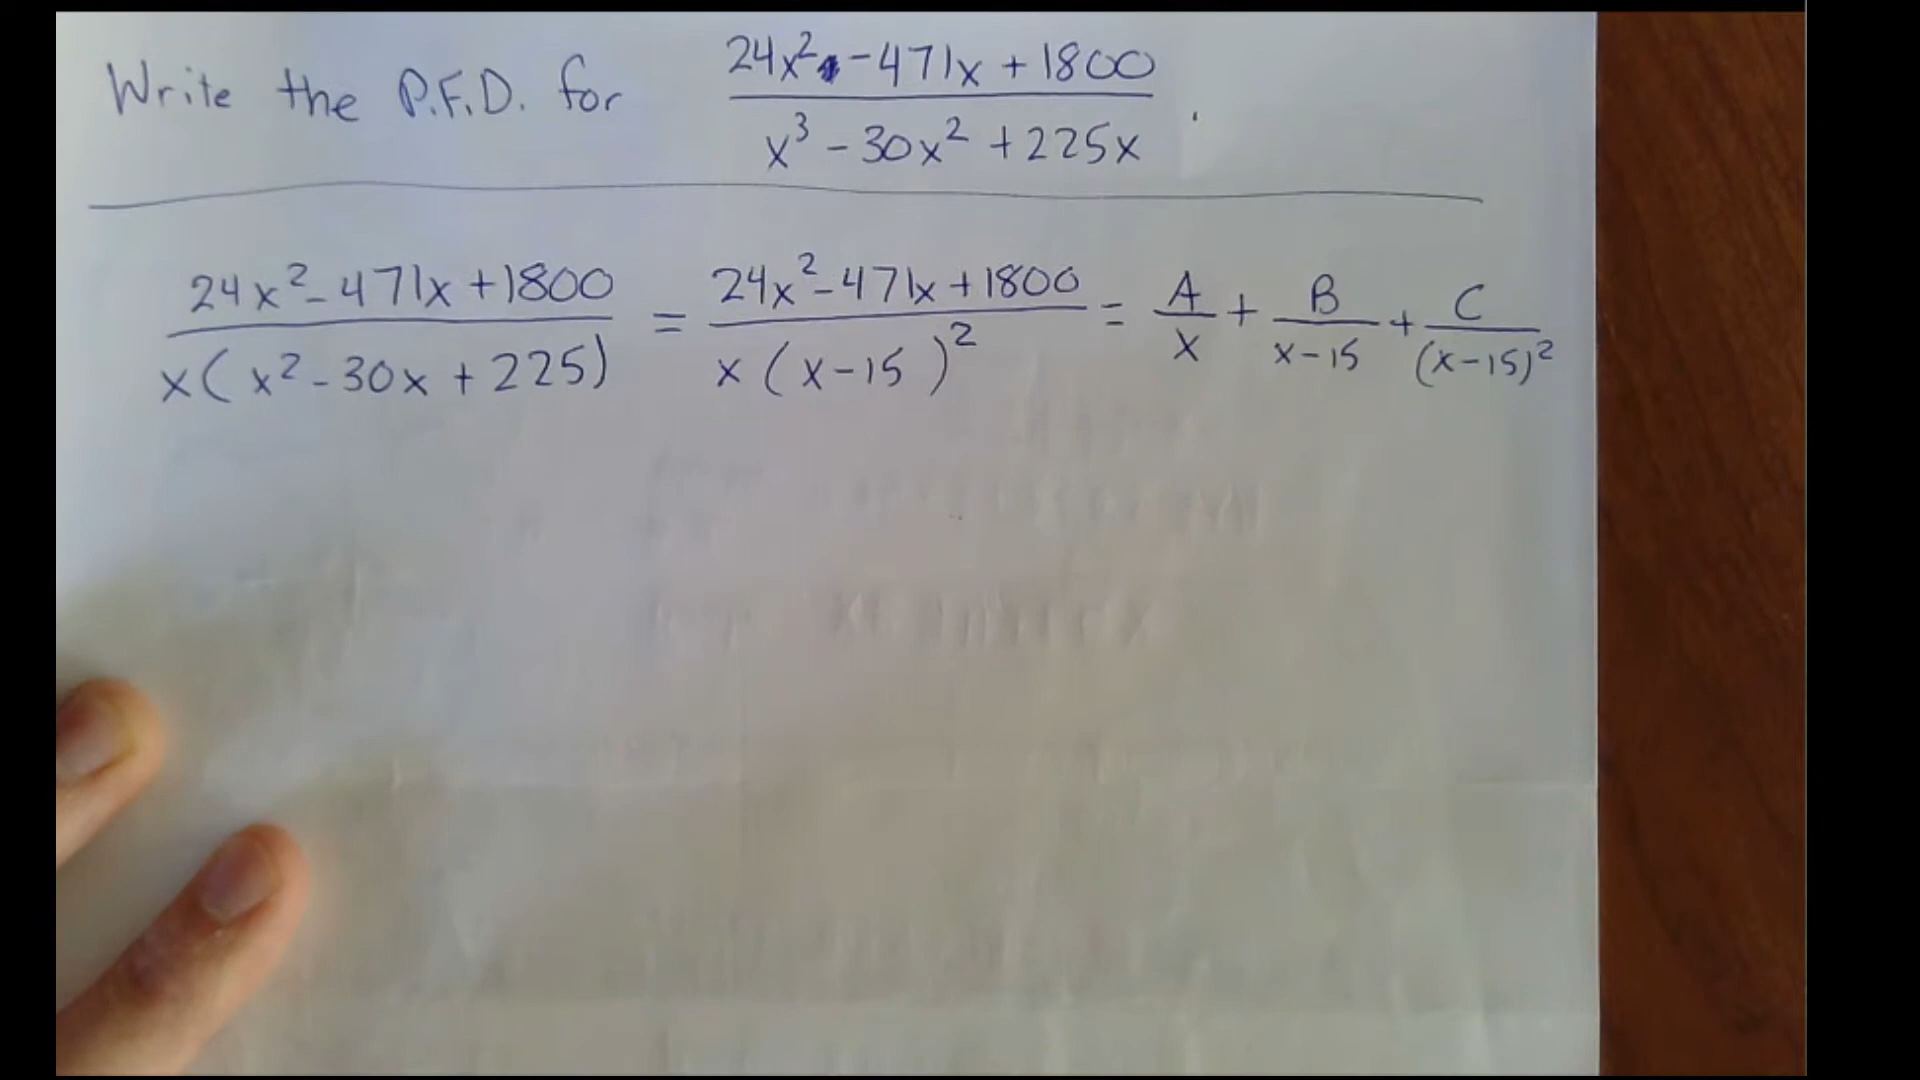 Write the P.F.D. for (24x² - 471x + 1800)/(x³ - 30x² + 225x).
(24x² - 471x + 1800)/(x(x² - 30x + 225)) = (24x² - 471x + 1800)/(x(x - 15)²) = A/x + B/(x - 15) + C/(x - 15)²